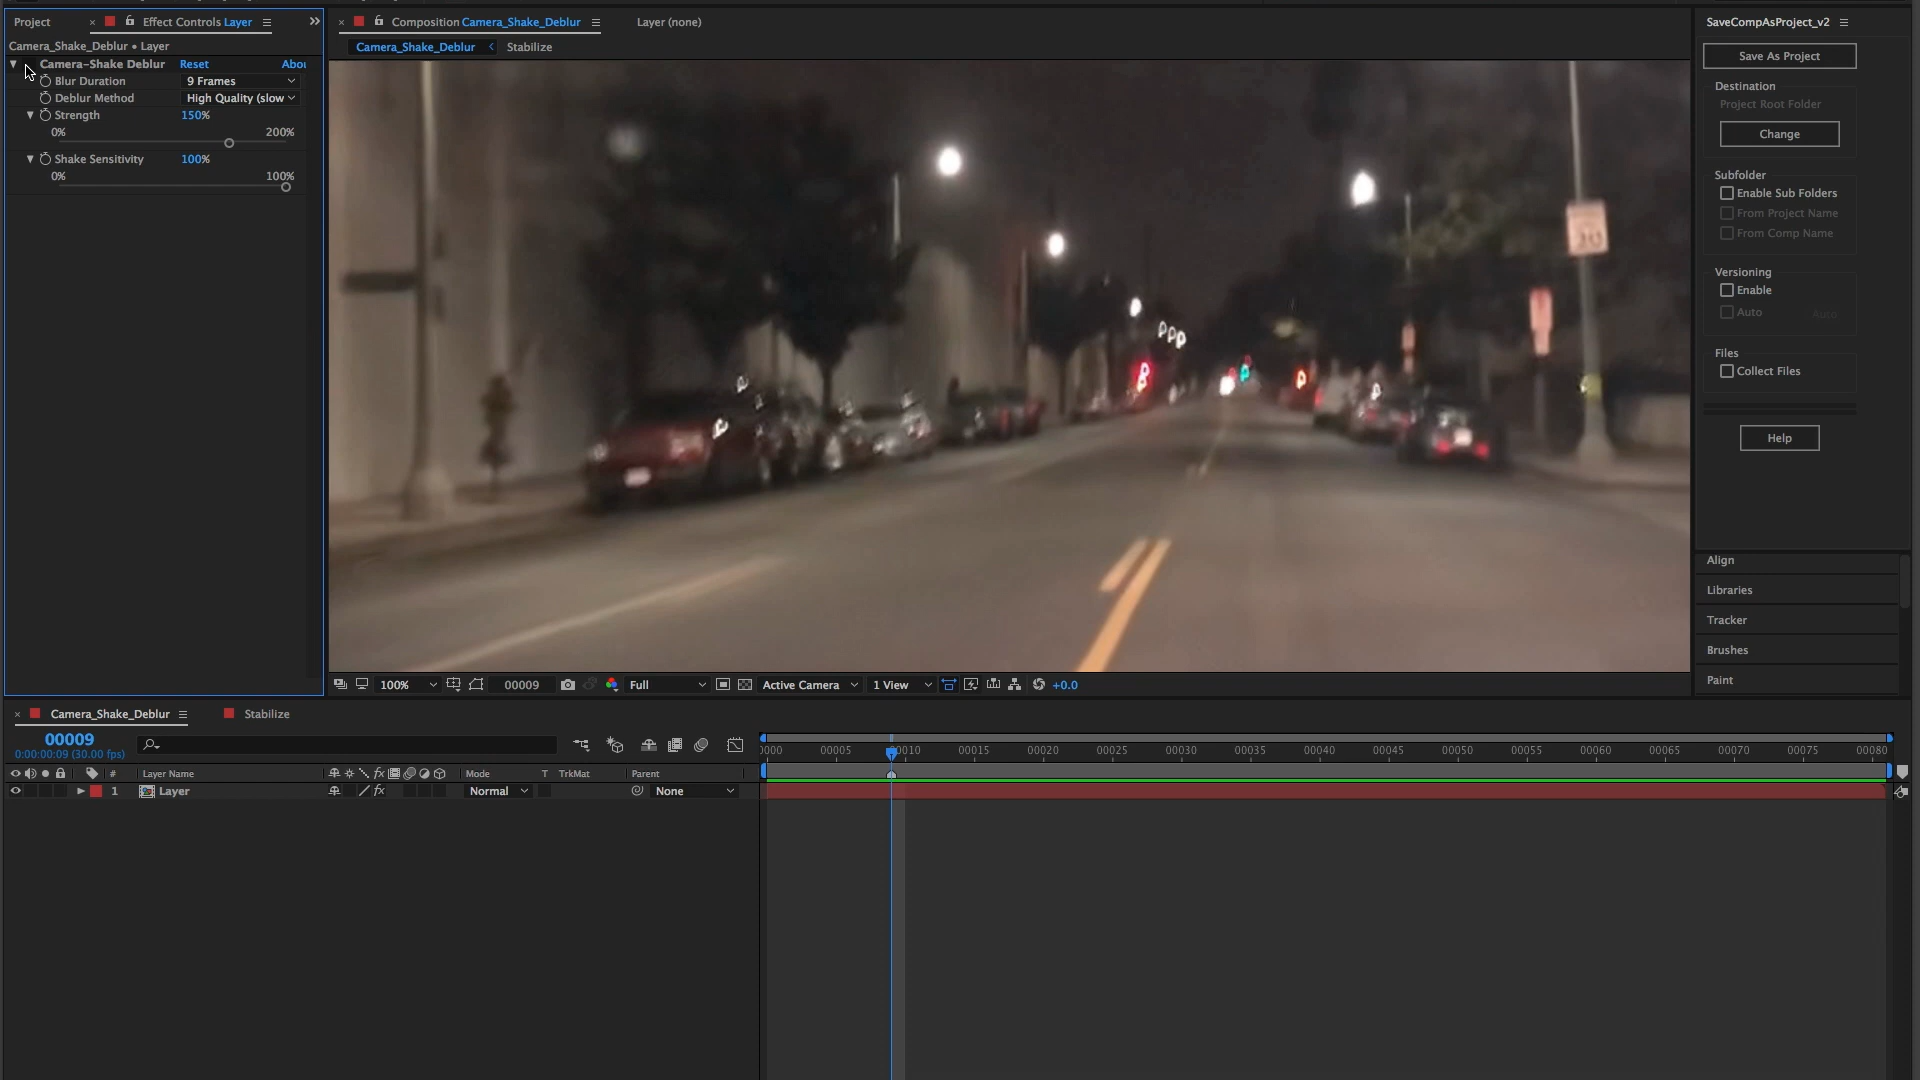 Project
Effect Controls Layer
Camera_Shake_Deblur • Layer
Camera-Shake Deblur Reset Abou
Blur Duration 9 Frames
Deblur Method High Quality (slow
Strength 150%
0% 200%
Shake Sensitivity 100%
0% 100%
Composition Camera_Shake_Deblur
Layer (none)
Camera_Shake_Deblur Stabilize
100% 00009 Full Active Camera 1 View +0.0
SaveCompAsProject_v2
Save As Project
Destination
Project Root Folder
Change
Subfolder
Enable Sub Folders
From Project Name
From Comp Name
Versioning
Enable
Auto Auto
Files
Collect Files
Help
Align
Libraries
Tracker
Brushes
Paint
Camera_Shake_Deblur Stabilize
00009
0:00:00:09 (30.00 fps)
0000 00005 00010 00015 00020 00025 00030 00035 00040 00045 00050 00055 00060 00065 00070 00075 00080
# Layer Name fx Mode T TrkMat Parent
1 Layer fx Normal None